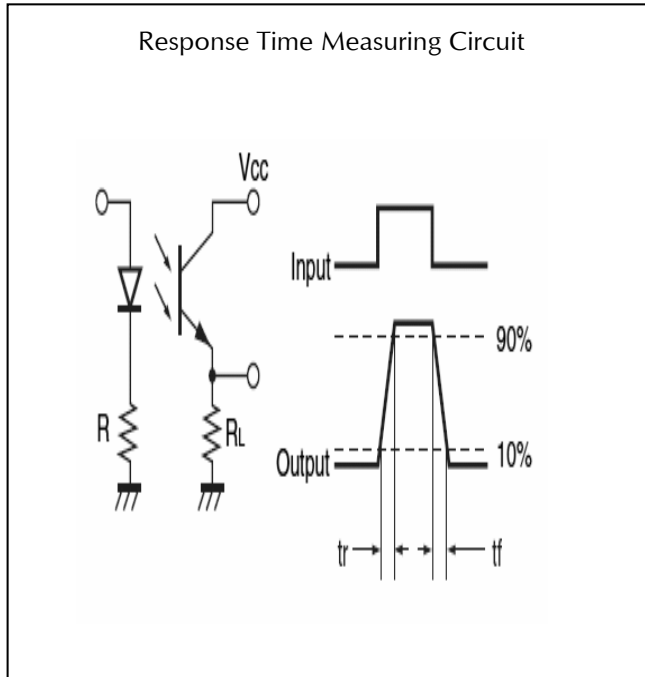 Response Time Measuring Circuit
Vcc
Input
90%
R
RL
Output
10%
tr
tf